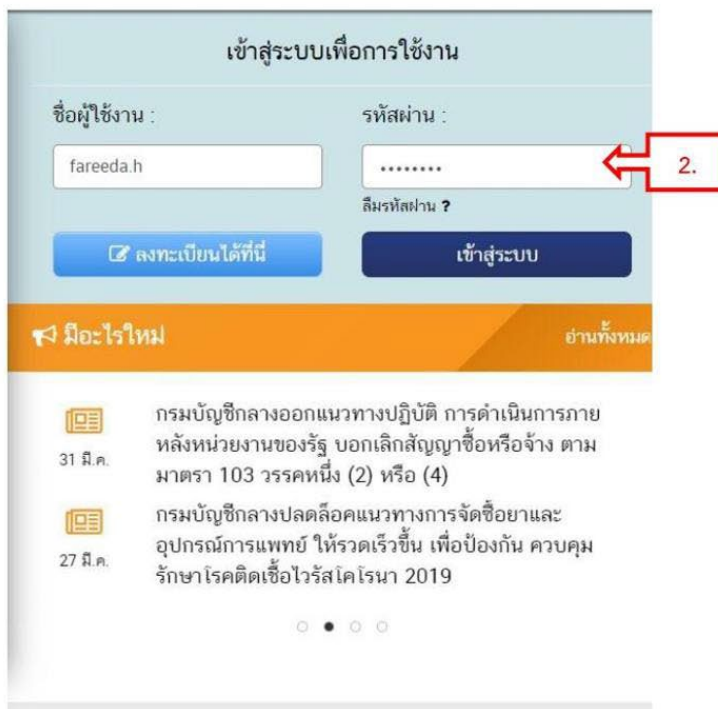 เข้าสู่ระบบเพื่อการใช้งาน
ชื่อผู้ใช้งาน : รหัสผ่าน :
fareeda.h ........
2.
ลืมรหัสผ่าน ?
ลงทะเบียนได้ที่นี่ เข้าสู่ระบบ
มีอะไรใหม่ อ่านทั้งหมด
กรมบัญชีกลางออกแนวทางปฏิบัติ การดำเนินการภาย
หลังหน่วยงานของรัฐ บอกเลิกสัญญาซื้อหรือจ้าง ตาม
มาตรา 103 วรรคหนึ่ง (2) หรือ (4)
31 มี.ค.
กรมบัญชีกลางปลดล็อคแนวทางการจัดซื้อยาและ
อุปกรณ์การแพทย์ ให้รวดเร็วขึ้น เพื่อป้องกัน ควบคุม
รักษาโรคติดเชื้อไวรัสโคโรนา 2019
27 มี.ค.